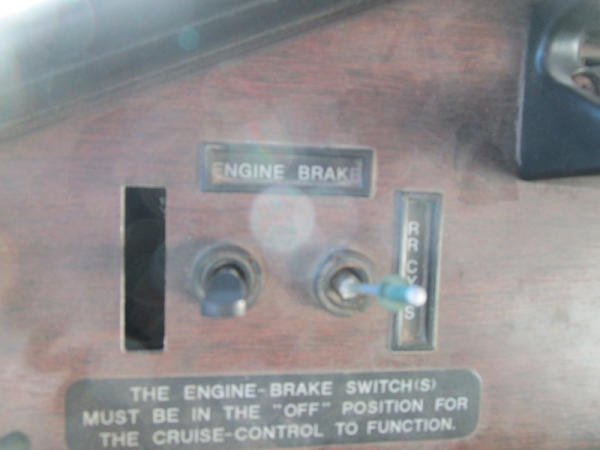 ENGINE BRAKE
RR CYLS
THE ENGINE-BRAKE SWITCH(S)
MUST BE IN THE "OFF" POSITION FOR
THE CRUISE-CONTROL TO FUNCTION.